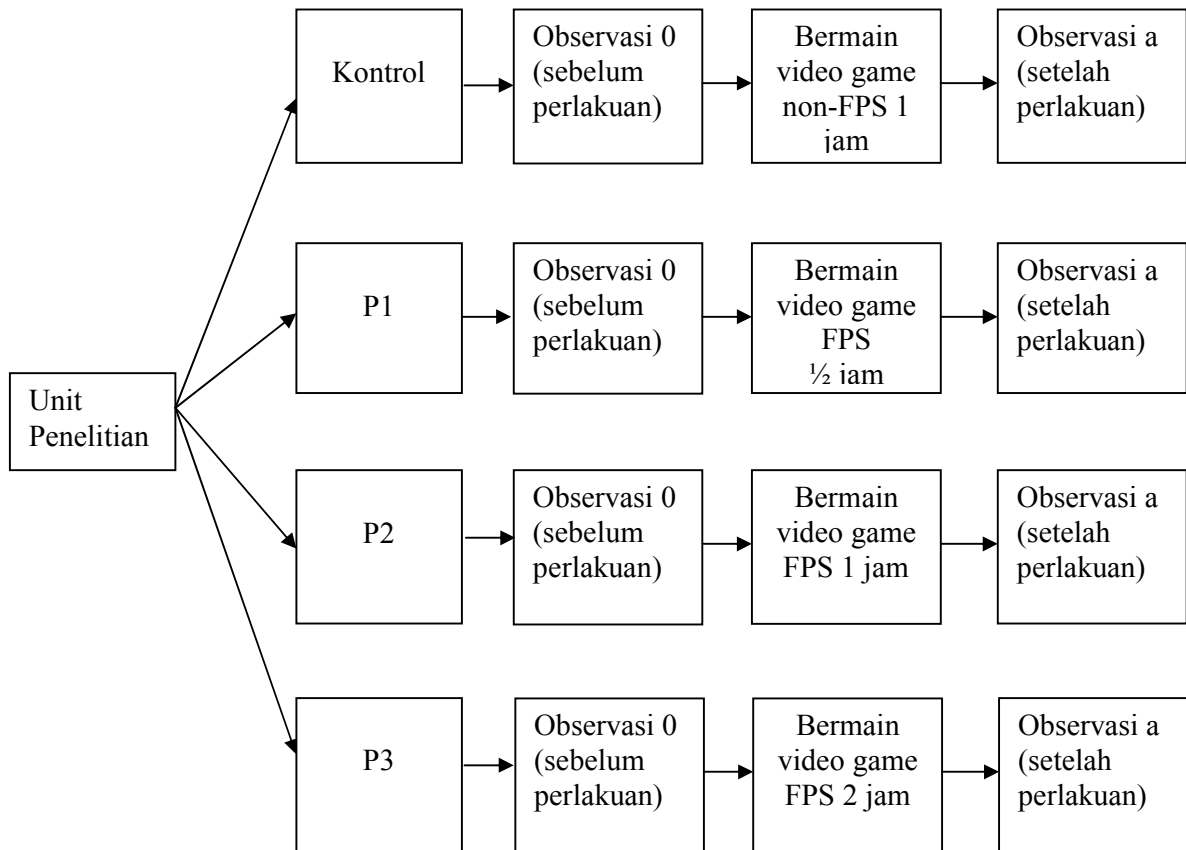 Kontrol
Observasi 0
(sebelum
perlakuan)
Bermain
video game
non-FPS 1
jam
Observasi a
(setelah
perlakuan)
P1
Observasi 0
(sebelum
perlakuan)
Bermain
video game
FPS
½ jam
Observasi a
(setelah
perlakuan)
Unit
Penelitian
P2
Observasi 0
(sebelum
perlakuan)
Bermain
video game
FPS 1 jam
Observasi a
(setelah
perlakuan)
P3
Observasi 0
(sebelum
perlakuan)
Bermain
video game
FPS 2 jam
Observasi a
(setelah
perlakuan)